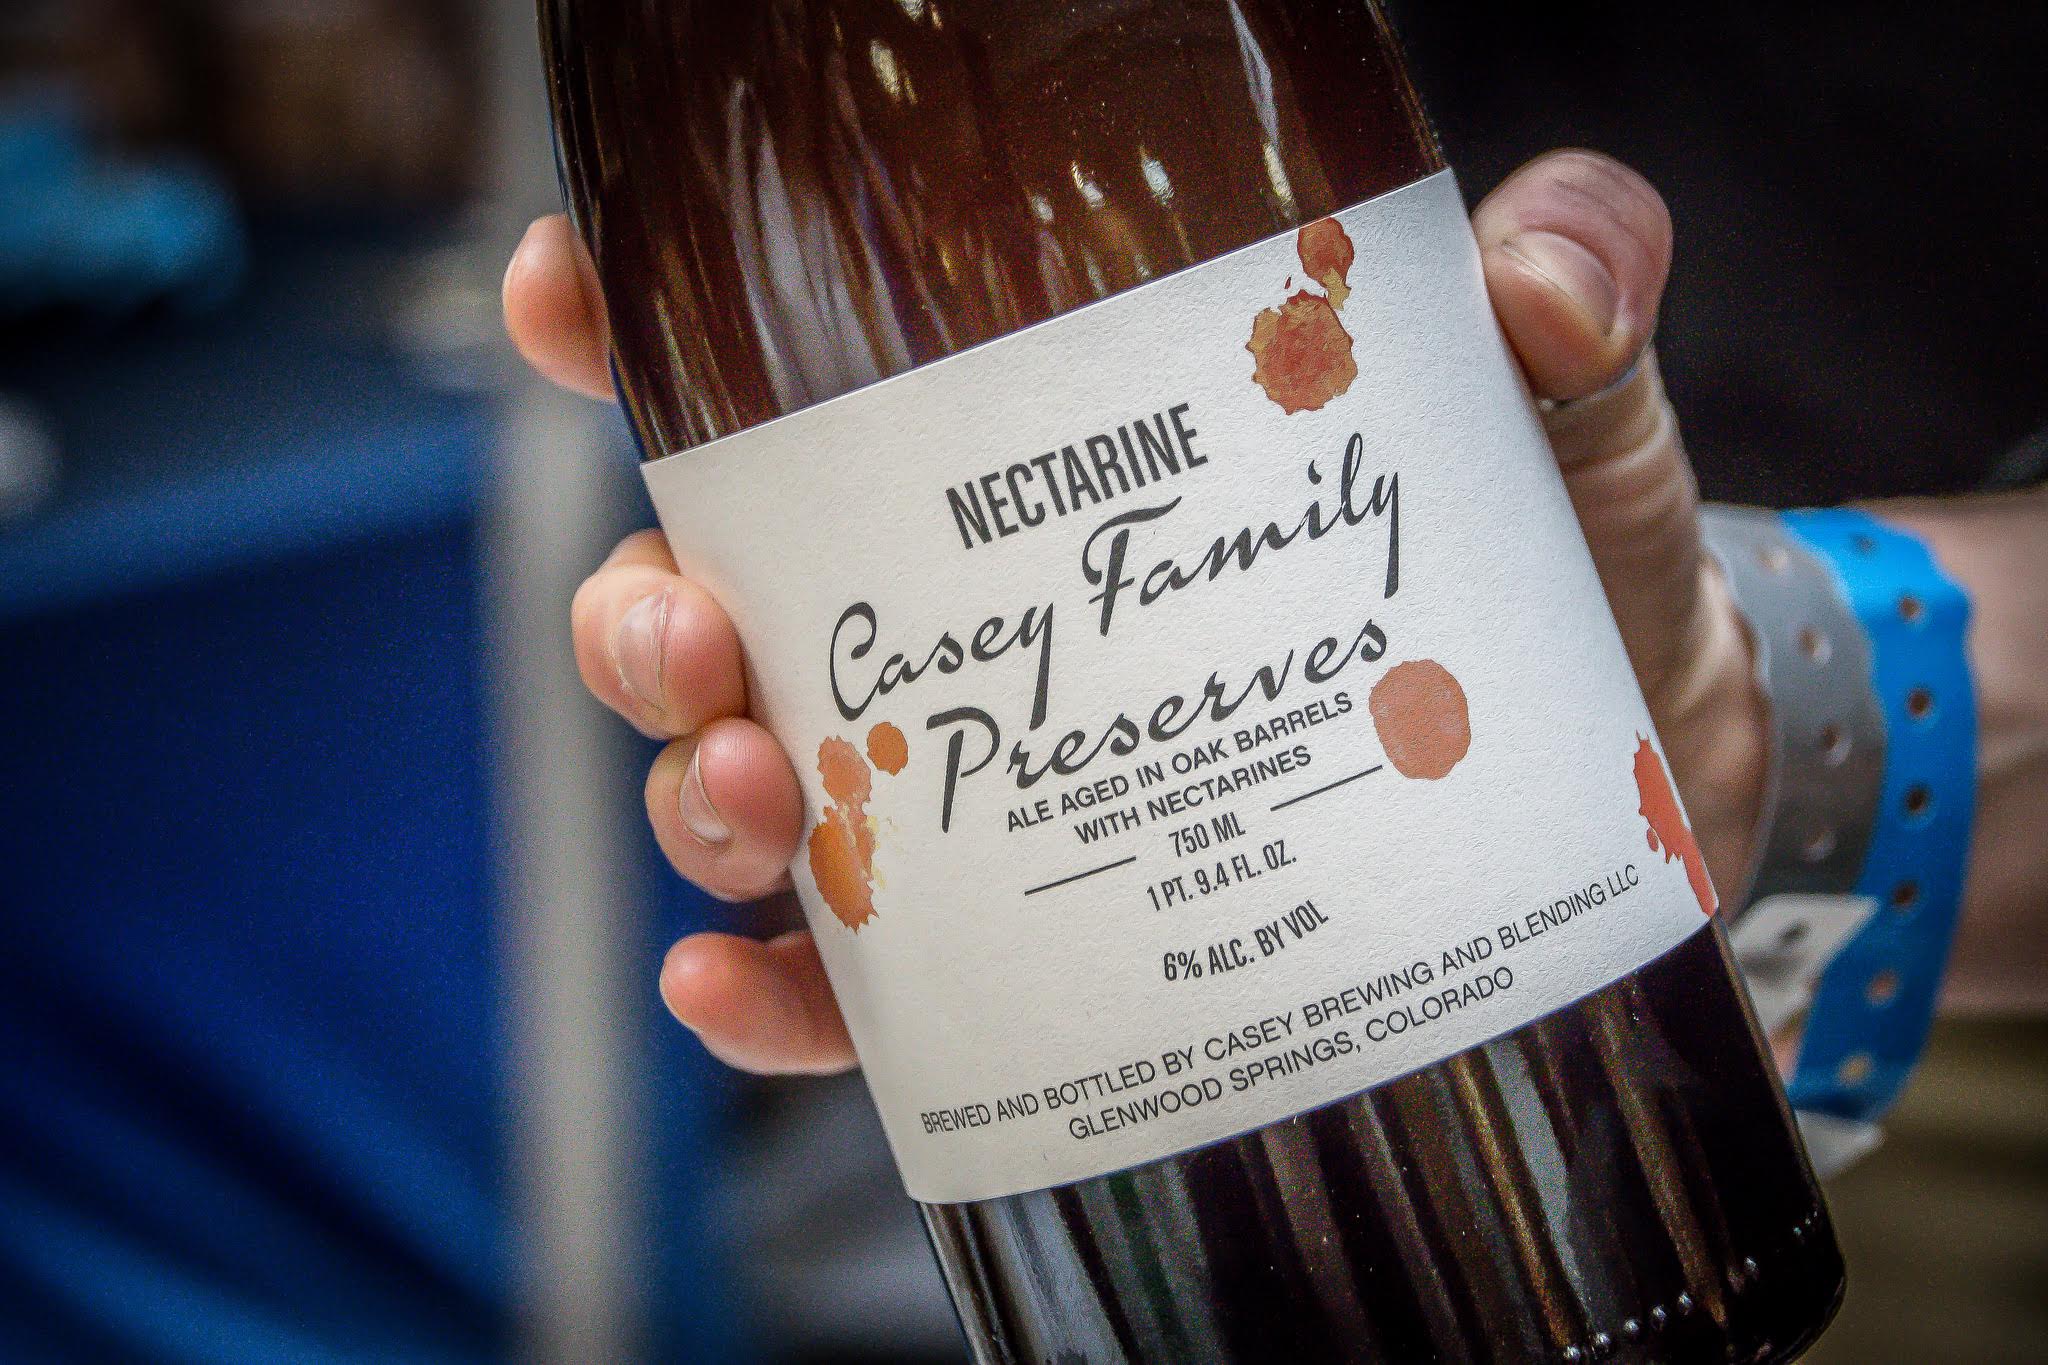 NECTARINE
Casey Family
Preserves
ALE AGED IN OAK BARRELS
WITH NECTARINES
750 ML
1 PT. 9.4 FL. OZ.
6% ALC. BY VOL
BREWED AND BOTTLED BY CASEY BREWING AND BLENDING LLC
GLENWOOD SPRINGS, COLORADO